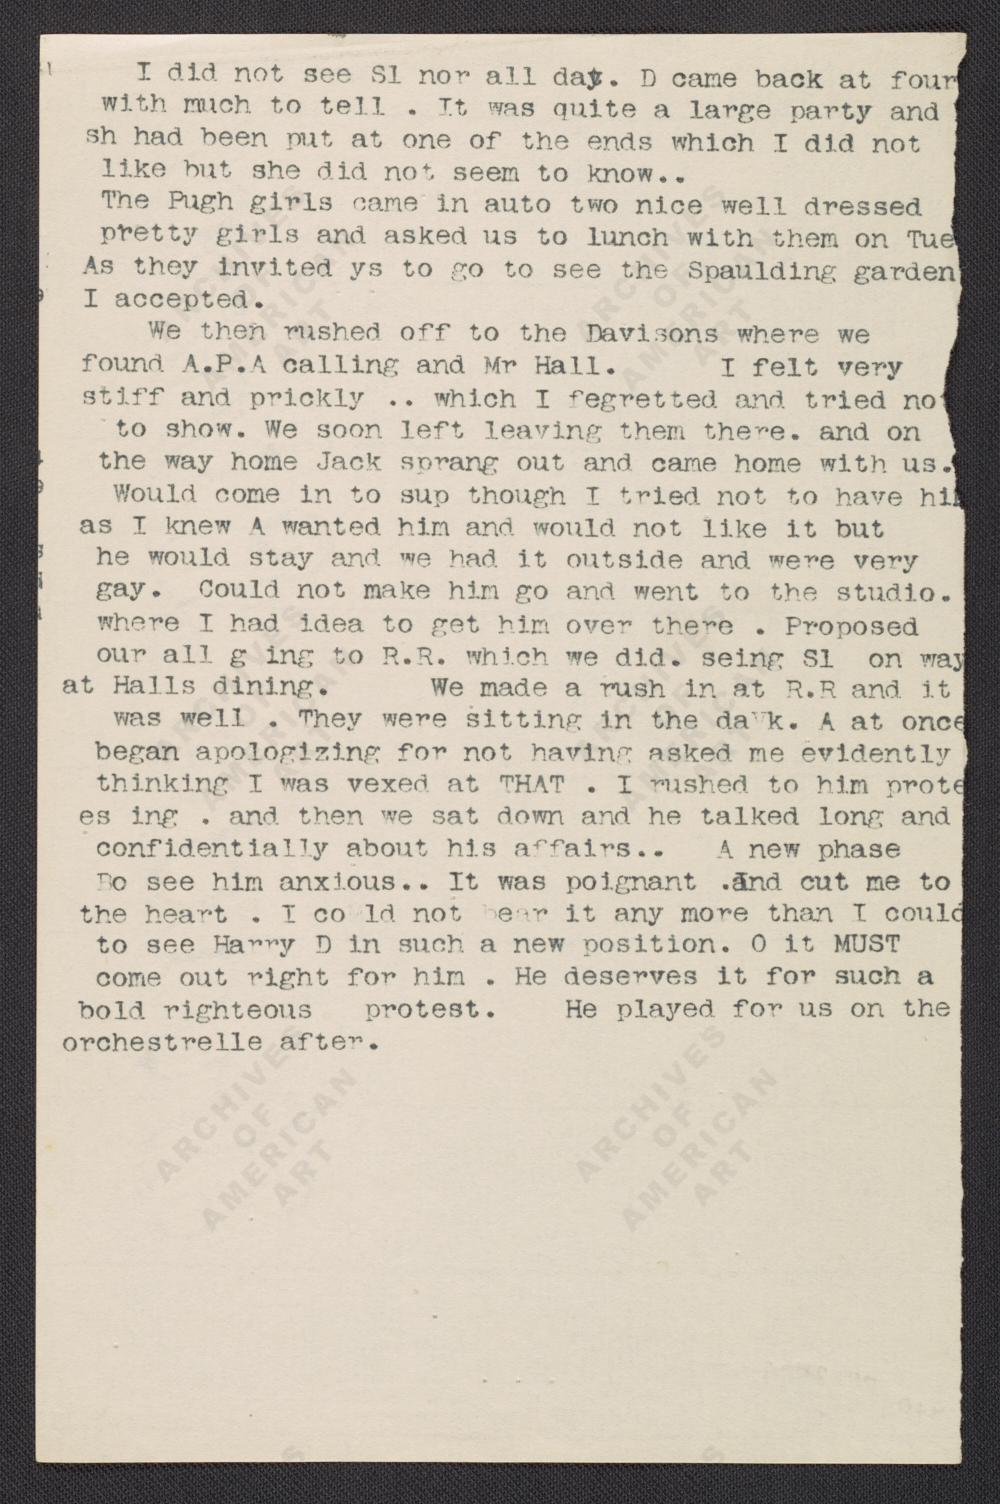 I did not see Sl nor all day. D came back at four
with much to tell . It was quite a large party and
sh had been put at one of the ends which I did not
like but she did not seem to know..
The Pugh girls came in auto two nice well dressed
pretty girls and asked us to lunch with them on Tue
As they invited ys to go to see the Spaulding garden
I accepted.
We then rushed off to the Davisons where we
found A.P.A calling and Mr Hall. I felt very
stiff and prickly .. which I fegretted and tried no
to show. We soon left leaving them there. and on
the way home Jack sprang out and came home with us.
Would come in to sup though I tried not to have hi
as I knew A wanted him and would not like it but
he would stay and we had it outside and were very
gay. Could not make him go and went to the studio.
where I had idea to get him over there . Proposed
our all g ing to R.R. which we did. seing Sl on way
at Halls dining. We made a rush in at R.R and it
was well . They were sitting in the dark. A at once
began apologizing for not having asked me evidently
thinking I was vexed at THAT . I rushed to him prote
es ing . and then we sat down and he talked long and
confidentially about his affairs.. A new phase
Bo see him anxious.. It was poignant .and cut me to
the heart . I co ld not bear it any more than I could
to see Harry D in such a new position. O it MUST
come out right for him . He deserves it for such a
bold righteous protest. He played for us on the
orchestrelle after.
ARCHIVES
OF
AMERICAN
ART
ARCHIVES
OF
AMERICAN
ART